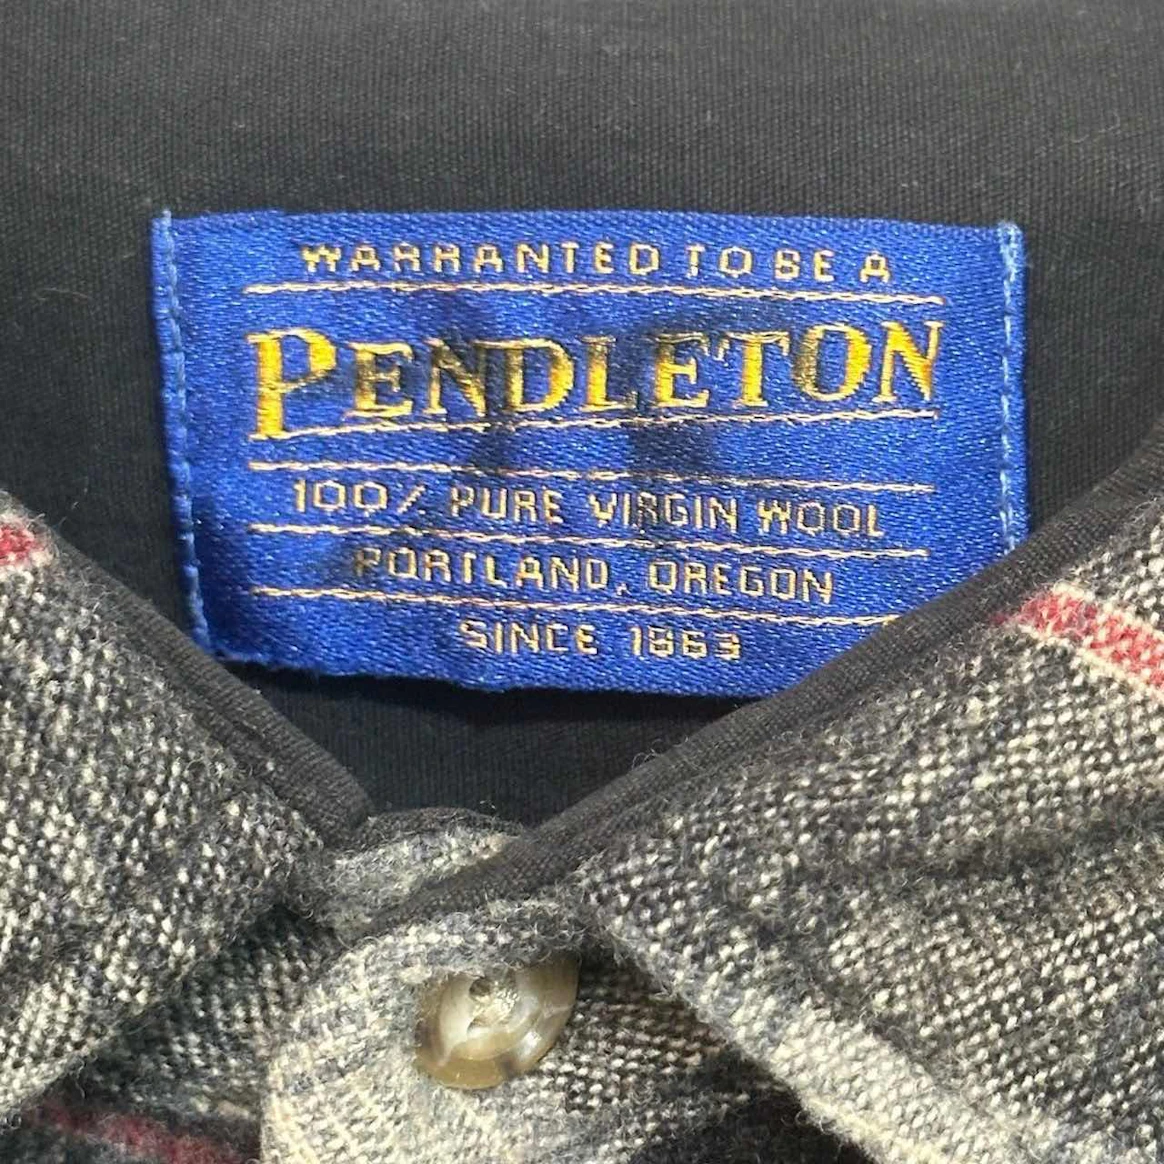 WARRANTED TO BE A
PENDLETON
100% PURE VIRGIN WOOL
PORTLAND, OREGON
SINCE 1863